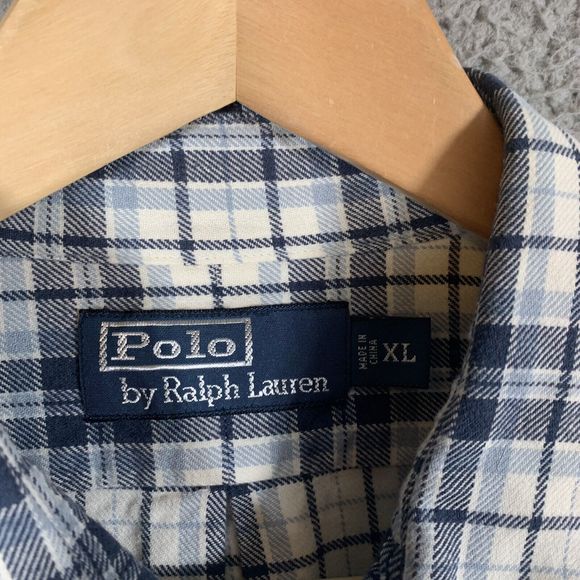 Polo
by Ralph Lauren
MADE IN
CHINA
XL